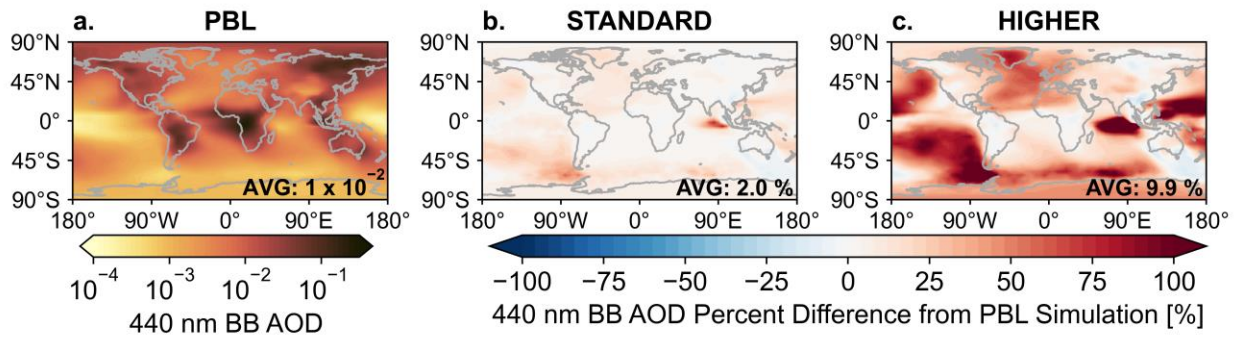 a. PBL
90°N
45°N
0°
45°S
90°S
AVG: 1 x 10⁻²
180° 90°W 0° 90°E 180°
10⁻⁴ 10⁻³ 10⁻² 10⁻¹
440 nm BB AOD
b. STANDARD
90°N
45°N
0°
45°S
90°S
AVG: 2.0 %
180° 90°W 0° 90°E 180°
c. HIGHER
90°N
45°N
0°
45°S
90°S
AVG: 9.9 %
180° 90°W 0° 90°E 180°
−100 −75 −50 −25 0 25 50 75 100
440 nm BB AOD Percent Difference from PBL Simulation [%]